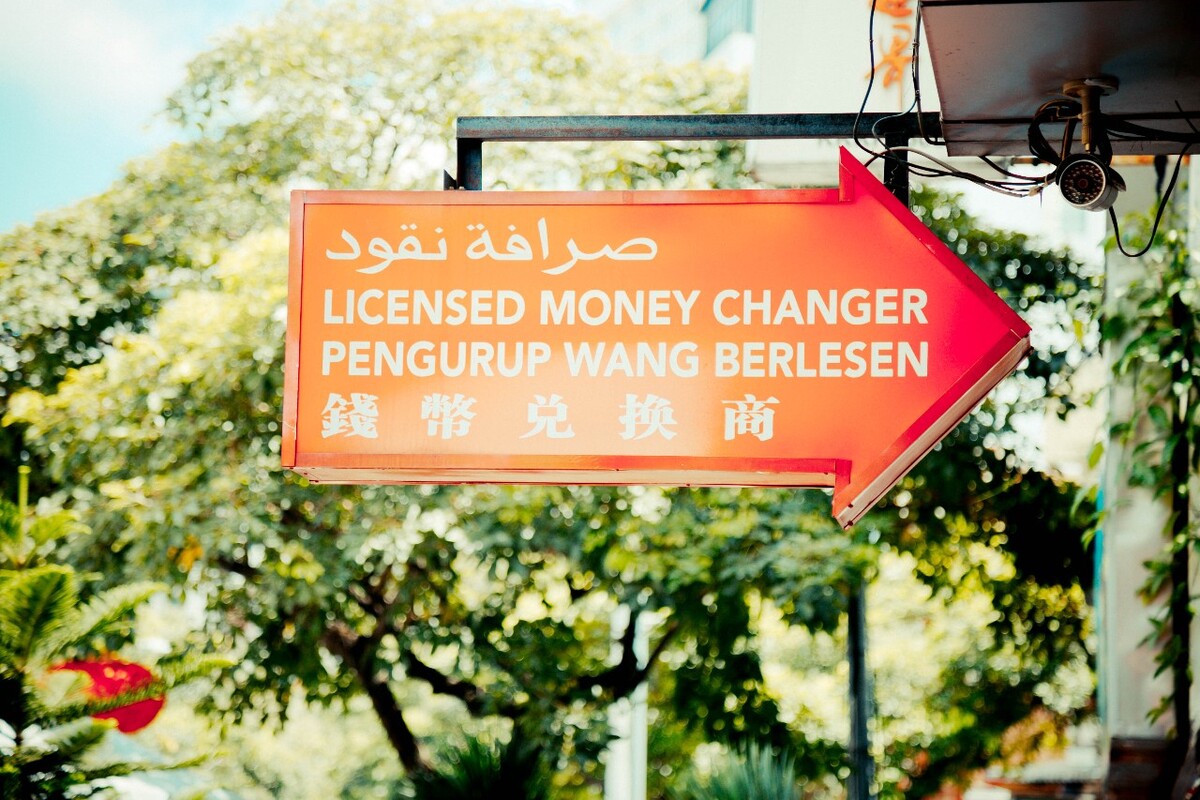 صرافة نقود
LICENSED MONEY CHANGER
PENGURUP WANG BERLESEN
錢幣兑换商